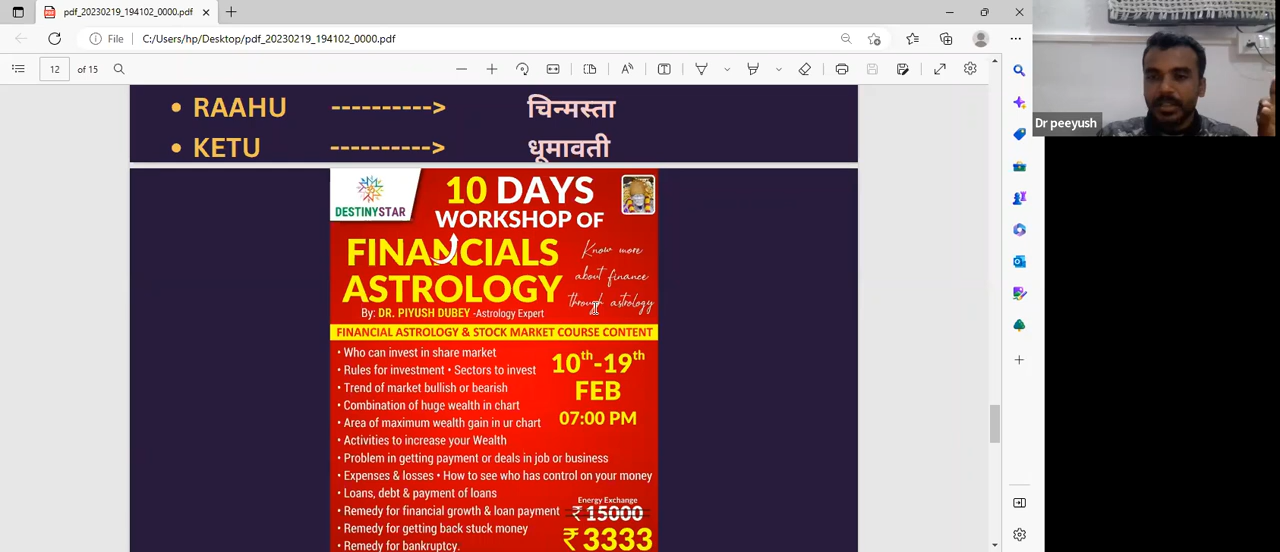 pdf_20230219_194102_0000.pdf
File
C:/Users/hp/Desktop/pdf_20230219_194102_0000.pdf
12
of 15
Dr peeyush
• RAAHU ----------> चिन्मस्ता
• KETU ----------> धूमावती
DESTINYSTAR
10 DAYS
WORKSHOP OF
FINANCIALS
ASTROLOGY
Know more
about finance
through astrology
By: DR. PIYUSH DUBEY -Astrology Expert
FINANCIAL ASTROLOGY & STOCK MARKET COURSE CONTENT
• Who can invest in share market
• Rules for investment • Sectors to invest
• Trend of market bullish or bearish
• Combination of huge wealth in chart
• Area of maximum wealth gain in ur chart
• Activities to increase your Wealth
• Problem in getting payment or deals in job or business
• Expenses & losses • How to see who has control on your money
• Loans, debt & payment of loans
• Remedy for financial growth & loan payment
• Remedy for getting back stuck money
• Remedy for bankruptcy.
10th-19th
FEB
07:00 PM
Energy Exchange
₹ 15000
₹ 3333